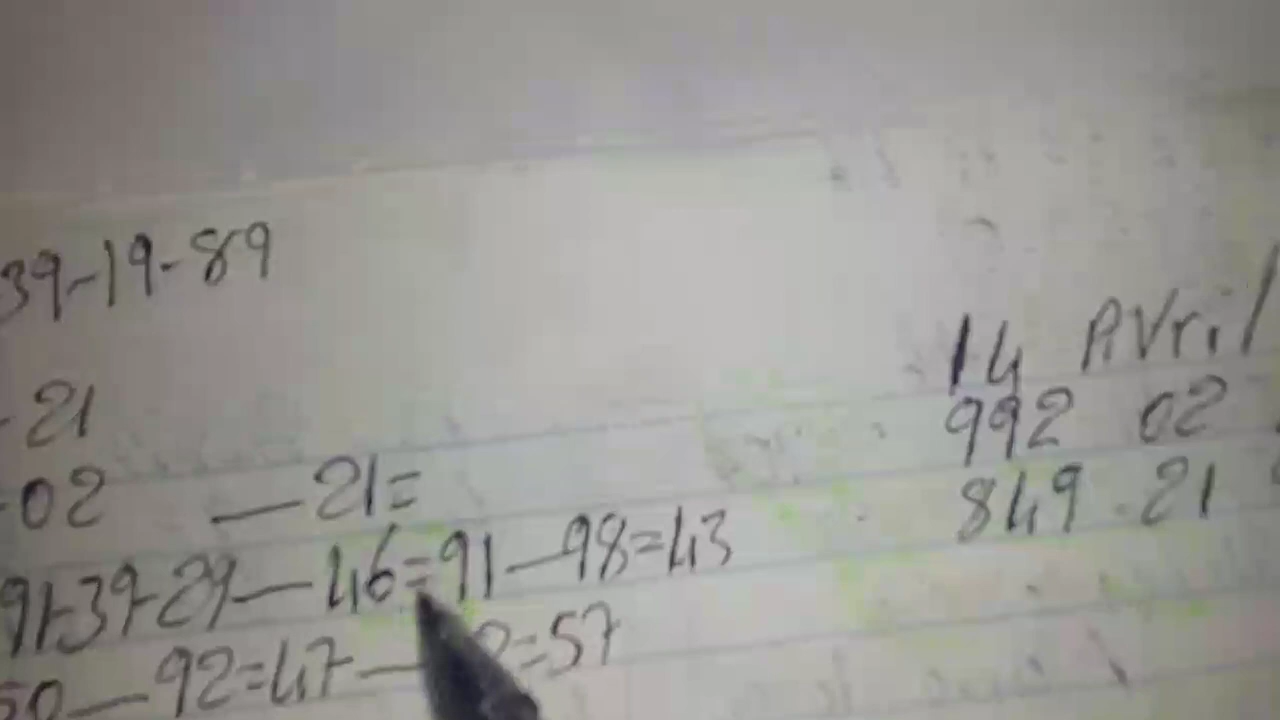 39-19-89
-21
-02 — 21=
91-39-29 — 46=91 — 98=43
50 — 92=47 — =57
14 AVril
992 02
849 - 21